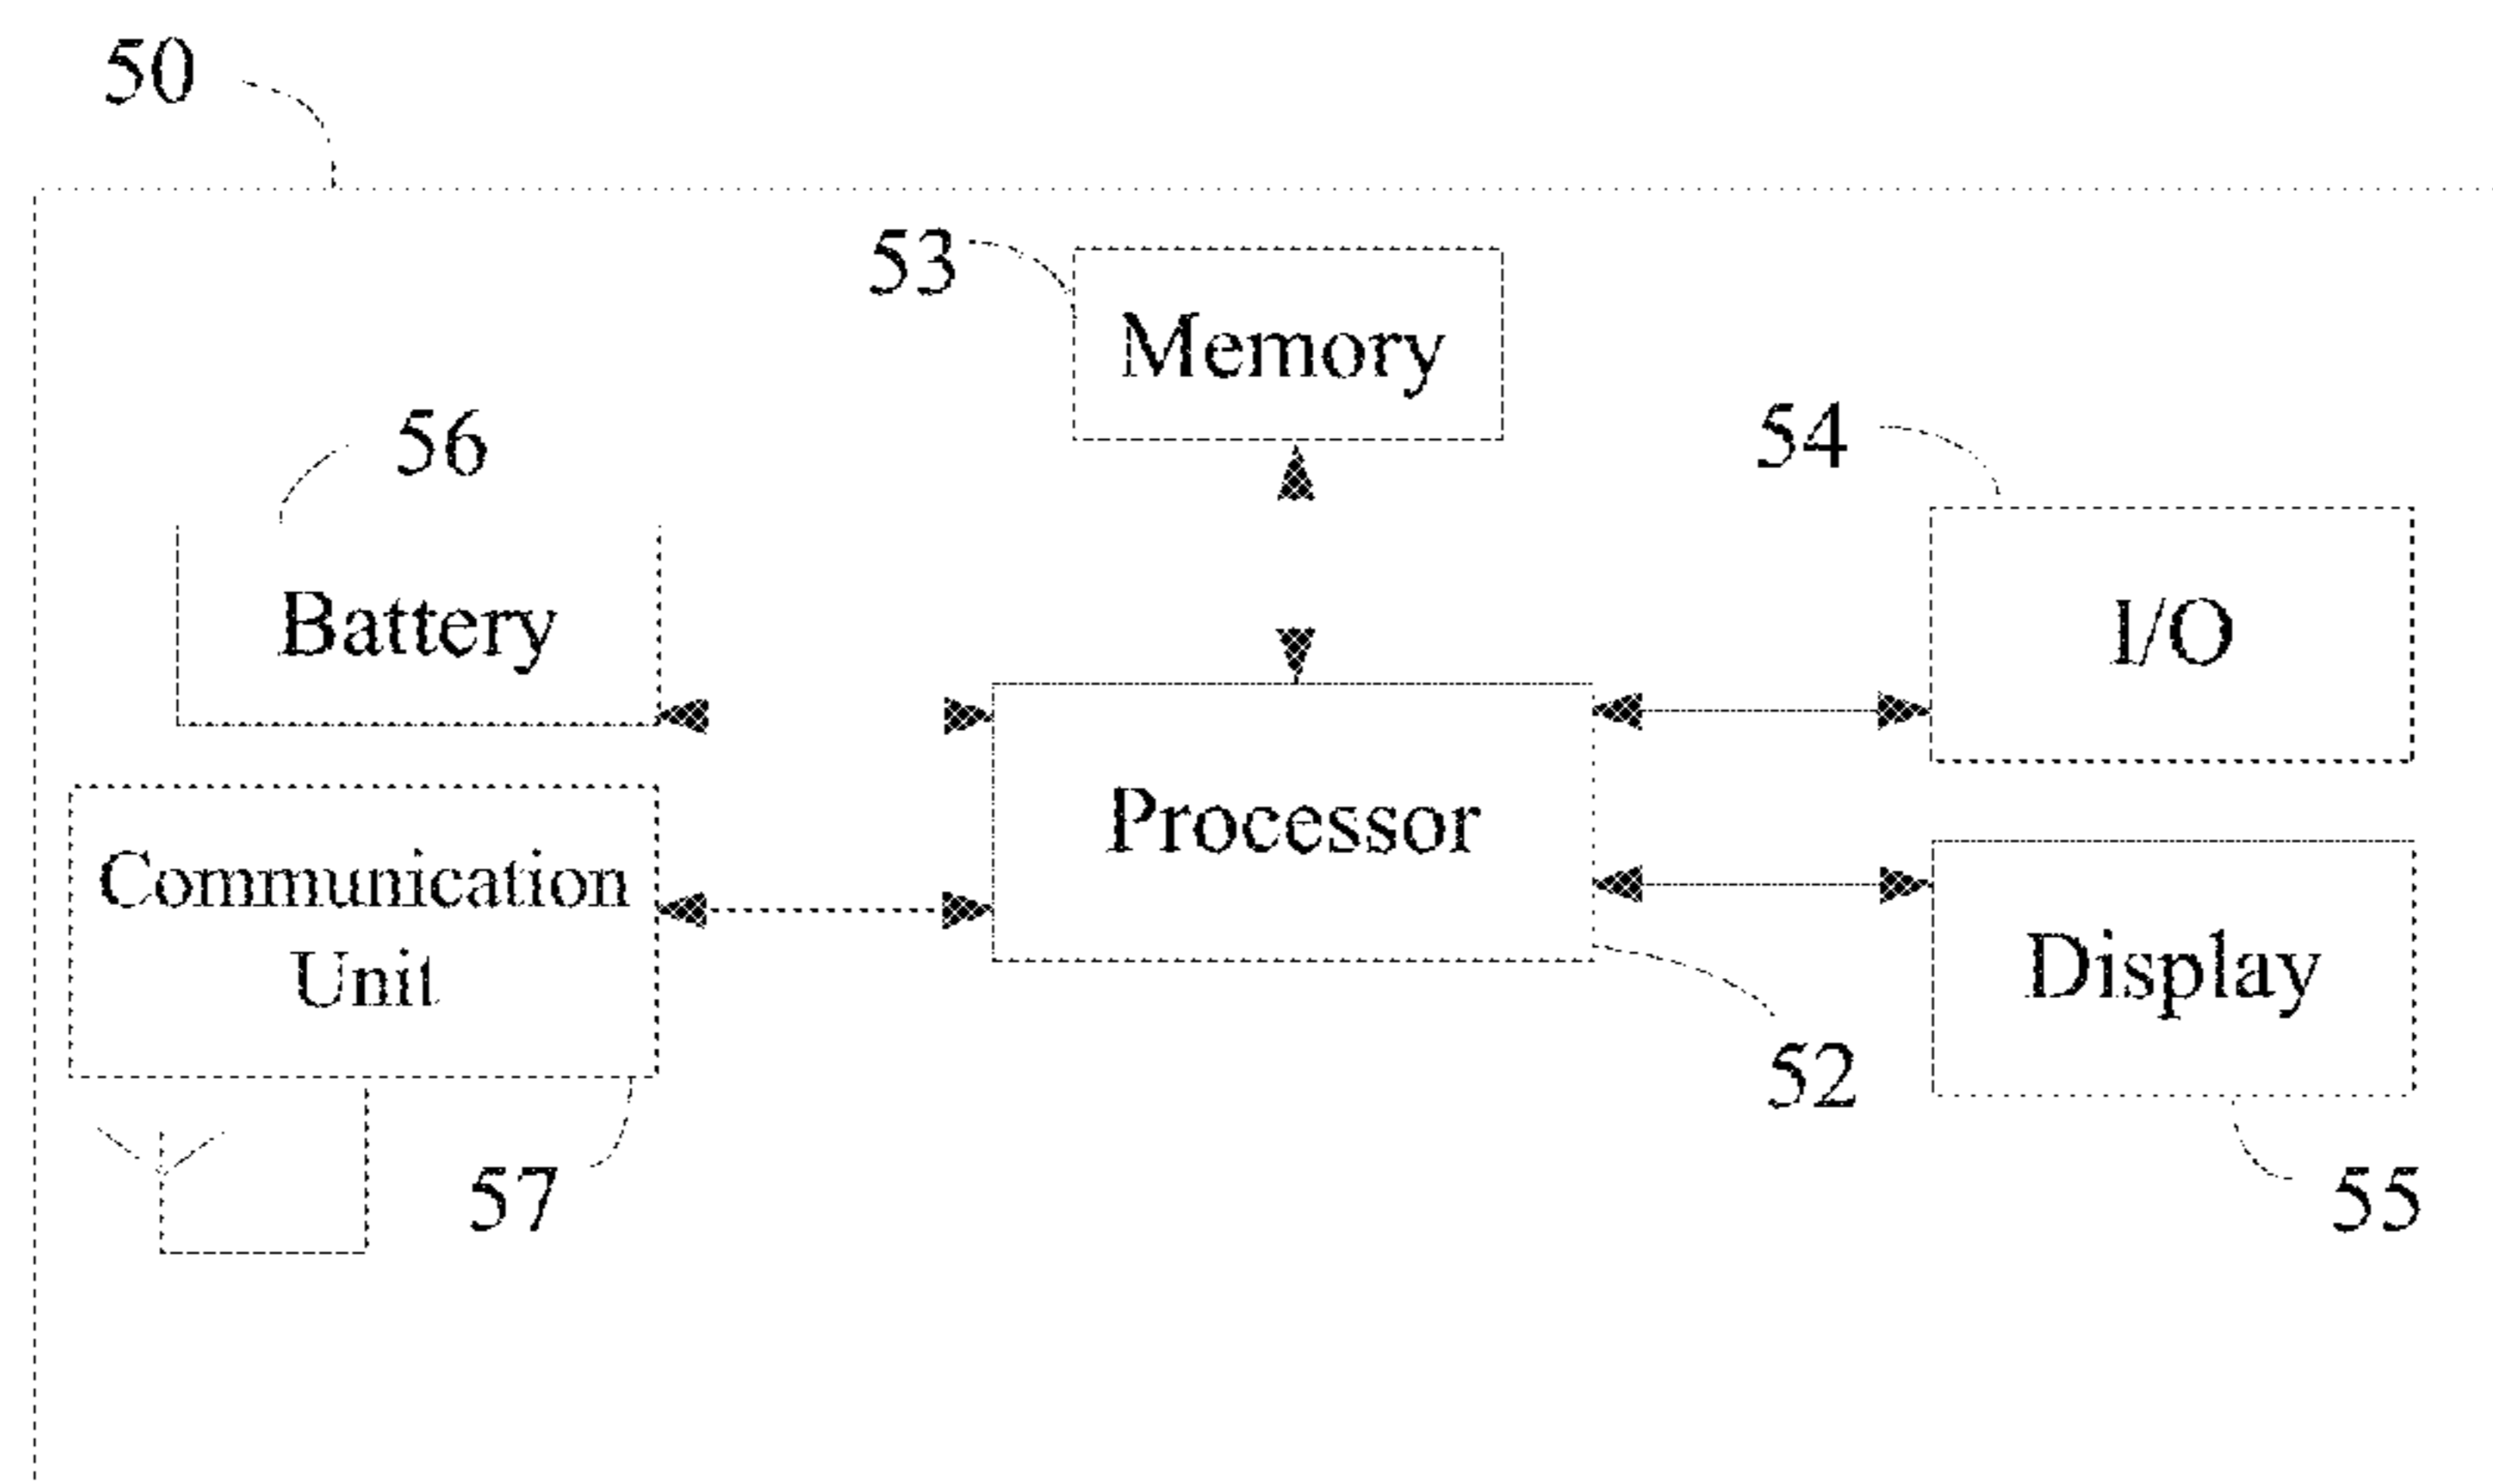 50
53
Memory
56
54
Battery
I/O
Processor
Communication
Unit
Display
52
57
55